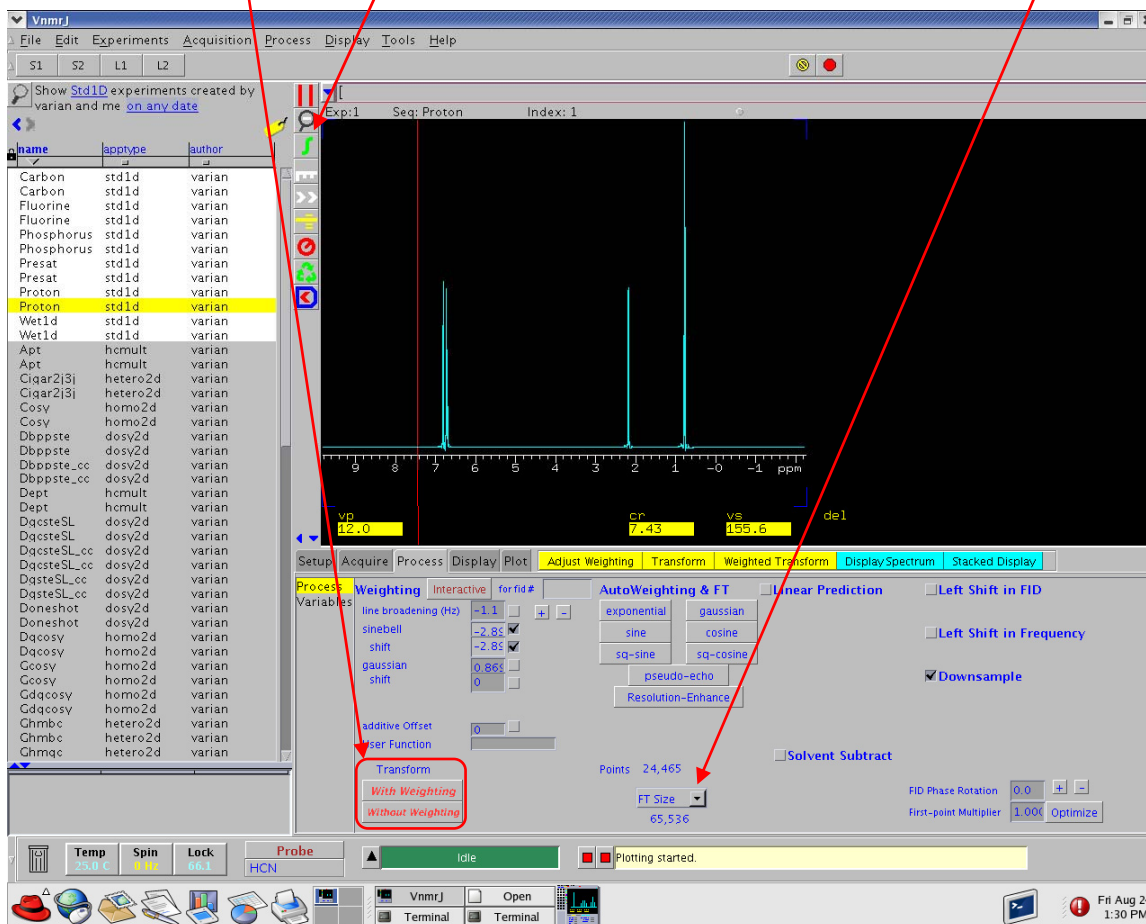 VnmrJ
File Edit Experiments Acquisition Process Display Tools Help
S1 S2 L1 L2
Show Std1D experiments created by
varian and me on any date
[
Exp:1 Seq: Proton Index: 1
name apptype author
Carbon std1d varian
Carbon std1d varian
Fluorine std1d varian
Fluorine std1d varian
Phosphorus std1d varian
Phosphorus std1d varian
Presat std1d varian
Presat std1d varian
Proton std1d varian
Proton std1d varian
Wet1d std1d varian
Wet1d std1d varian
Apt hcmult varian
Apt hcmult varian
Cigar2j3j hetero2d varian
Cigar2j3j hetero2d varian
Cosy homo2d varian
Cosy homo2d varian
Dbppste dosy2d varian
Dbppste dosy2d varian
Dbppste_cc dosy2d varian
Dbppste_cc dosy2d varian
Dept hcmult varian
Dept hcmult varian
DgcsteSL dosy2d varian
DgcsteSL dosy2d varian
DgcsteSL_cc dosy2d varian
DgcsteSL_cc dosy2d varian
DgsteSL_cc dosy2d varian
DgsteSL_cc dosy2d varian
Doneshot dosy2d varian
Doneshot dosy2d varian
Dqcosy homo2d varian
Dqcosy homo2d varian
Gcosy homo2d varian
Gcosy homo2d varian
Gdqcosy homo2d varian
Gdqcosy homo2d varian
Ghmbc hetero2d varian
Ghmbc hetero2d varian
Ghmqc hetero2d varian
9 8 7 6 5 4 3 2 1 -0 -1 ppm
vp cr vs del
12.0 7.43 155.6
Setup Acquire Process Display Plot Adjust Weighting Transform Weighted Transform Display Spectrum Stacked Display
Process
Variables
Weighting Interactive for fid #
line broadening (Hz) -1.1 + -
sinebell -2.89
shift -2.89
gaussian 0.869
shift 0
additive Offset 0
User Function
Transform
With Weighting
Without Weighting
AutoWeighting & FT
exponential gaussian
sine cosine
sq-sine sq-cosine
pseudo-echo
Resolution-Enhance
Points 24,465
FT Size
65,536
Linear Prediction
Solvent Subtract
Left Shift in FID
Left Shift in Frequency
Downsample
FID Phase Rotation 0.0 + -
First-point Multiplier 1.000 Optimize
Temp Spin Lock Probe
25.0 C 0 Hz 66.1 HCN
Idle
Plotting started.
VnmrJ Open
Terminal Terminal
Fri Aug 2
1:30 PM